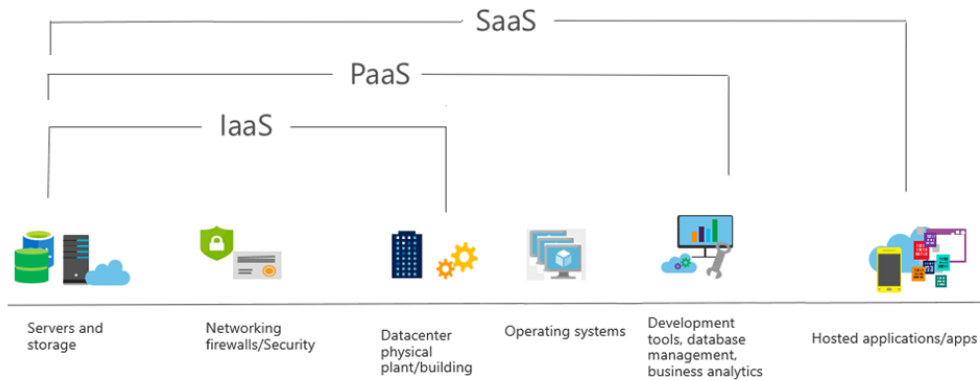 SaaS
PaaS
IaaS
Servers and
storage
Networking
firewalls/Security
Datacenter
physical
plant/building
Operating systems
Development
tools, database
management,
business analytics
Hosted applications/apps